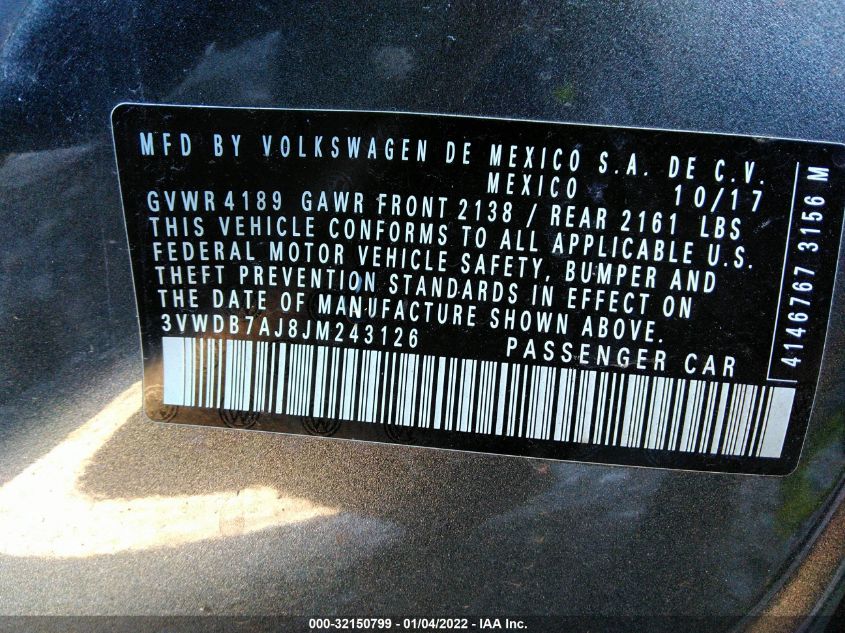 MFD BY VOLKSWAGEN DE MEXICO S.A. DE C.V.
MEXICO 10/17
GVWR 4189 GAWR FRONT 2138 / REAR 2161 LBS
THIS VEHICLE CONFORMS TO ALL APPLICABLE U.S.
FEDERAL MOTOR VEHICLE SAFETY, BUMPER AND
THEFT PREVENTION STANDARDS IN EFFECT ON
THE DATE OF MANUFACTURE SHOWN ABOVE.
3VWDB7AJ8JM243126 PASSENGER CAR
4146767 3156 M
000-32150799 - 01/04/2022 - IAA Inc.